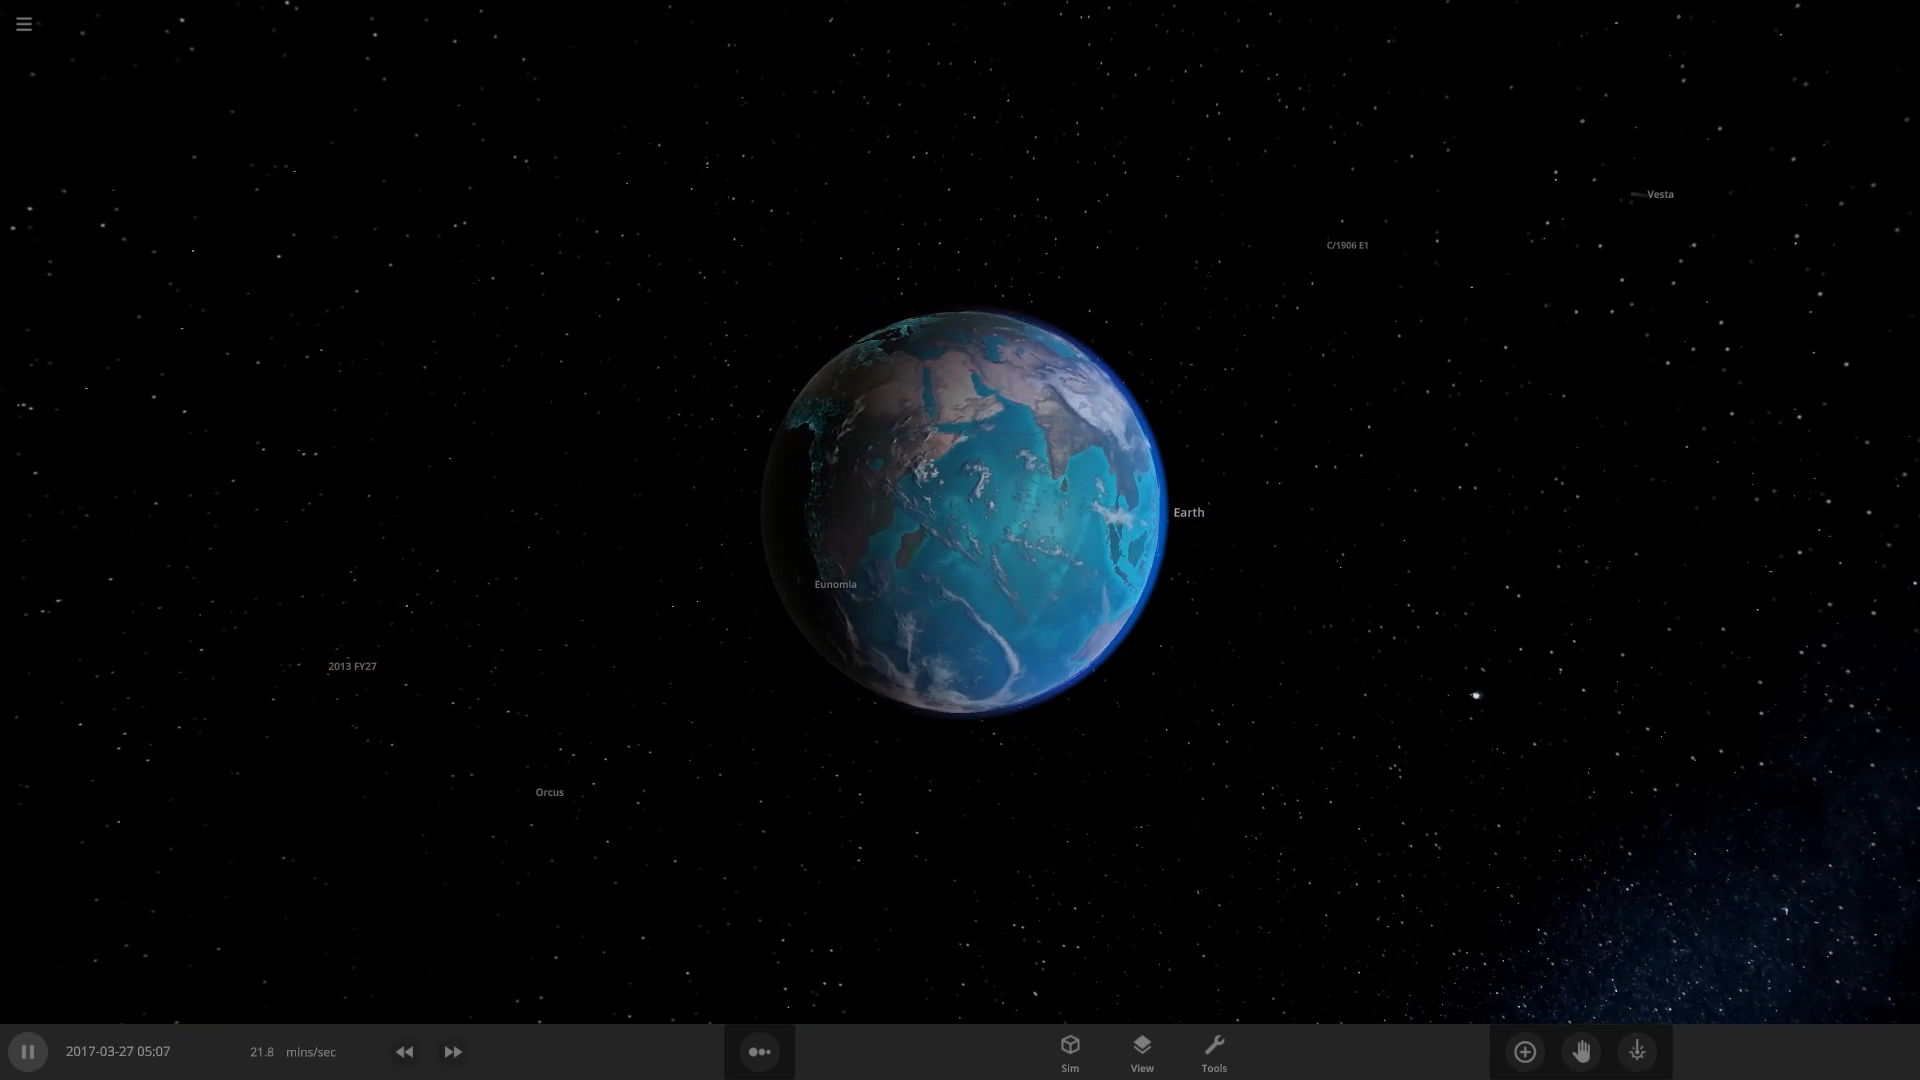 Vesta
C/1906 E1
Earth
Eunomia
2013 FY27
Orcus
2017-03-27 05:07
21.8 mins/sec
Sim
View
Tools